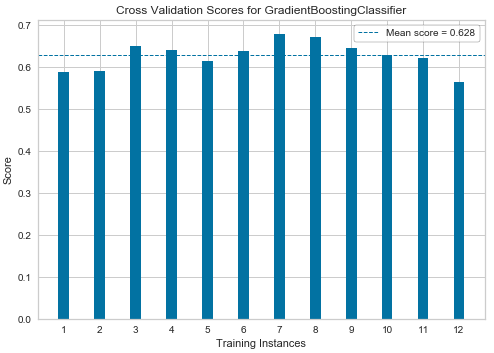 Cross Validation Scores for GradientBoostingClassifier
Mean score = 0.628
0.7
0.6
0.5
0.4
0.3
0.2
0.1
0.0
Score
1 2 3 4 5 6 7 8 9 10 11 12
Training Instances